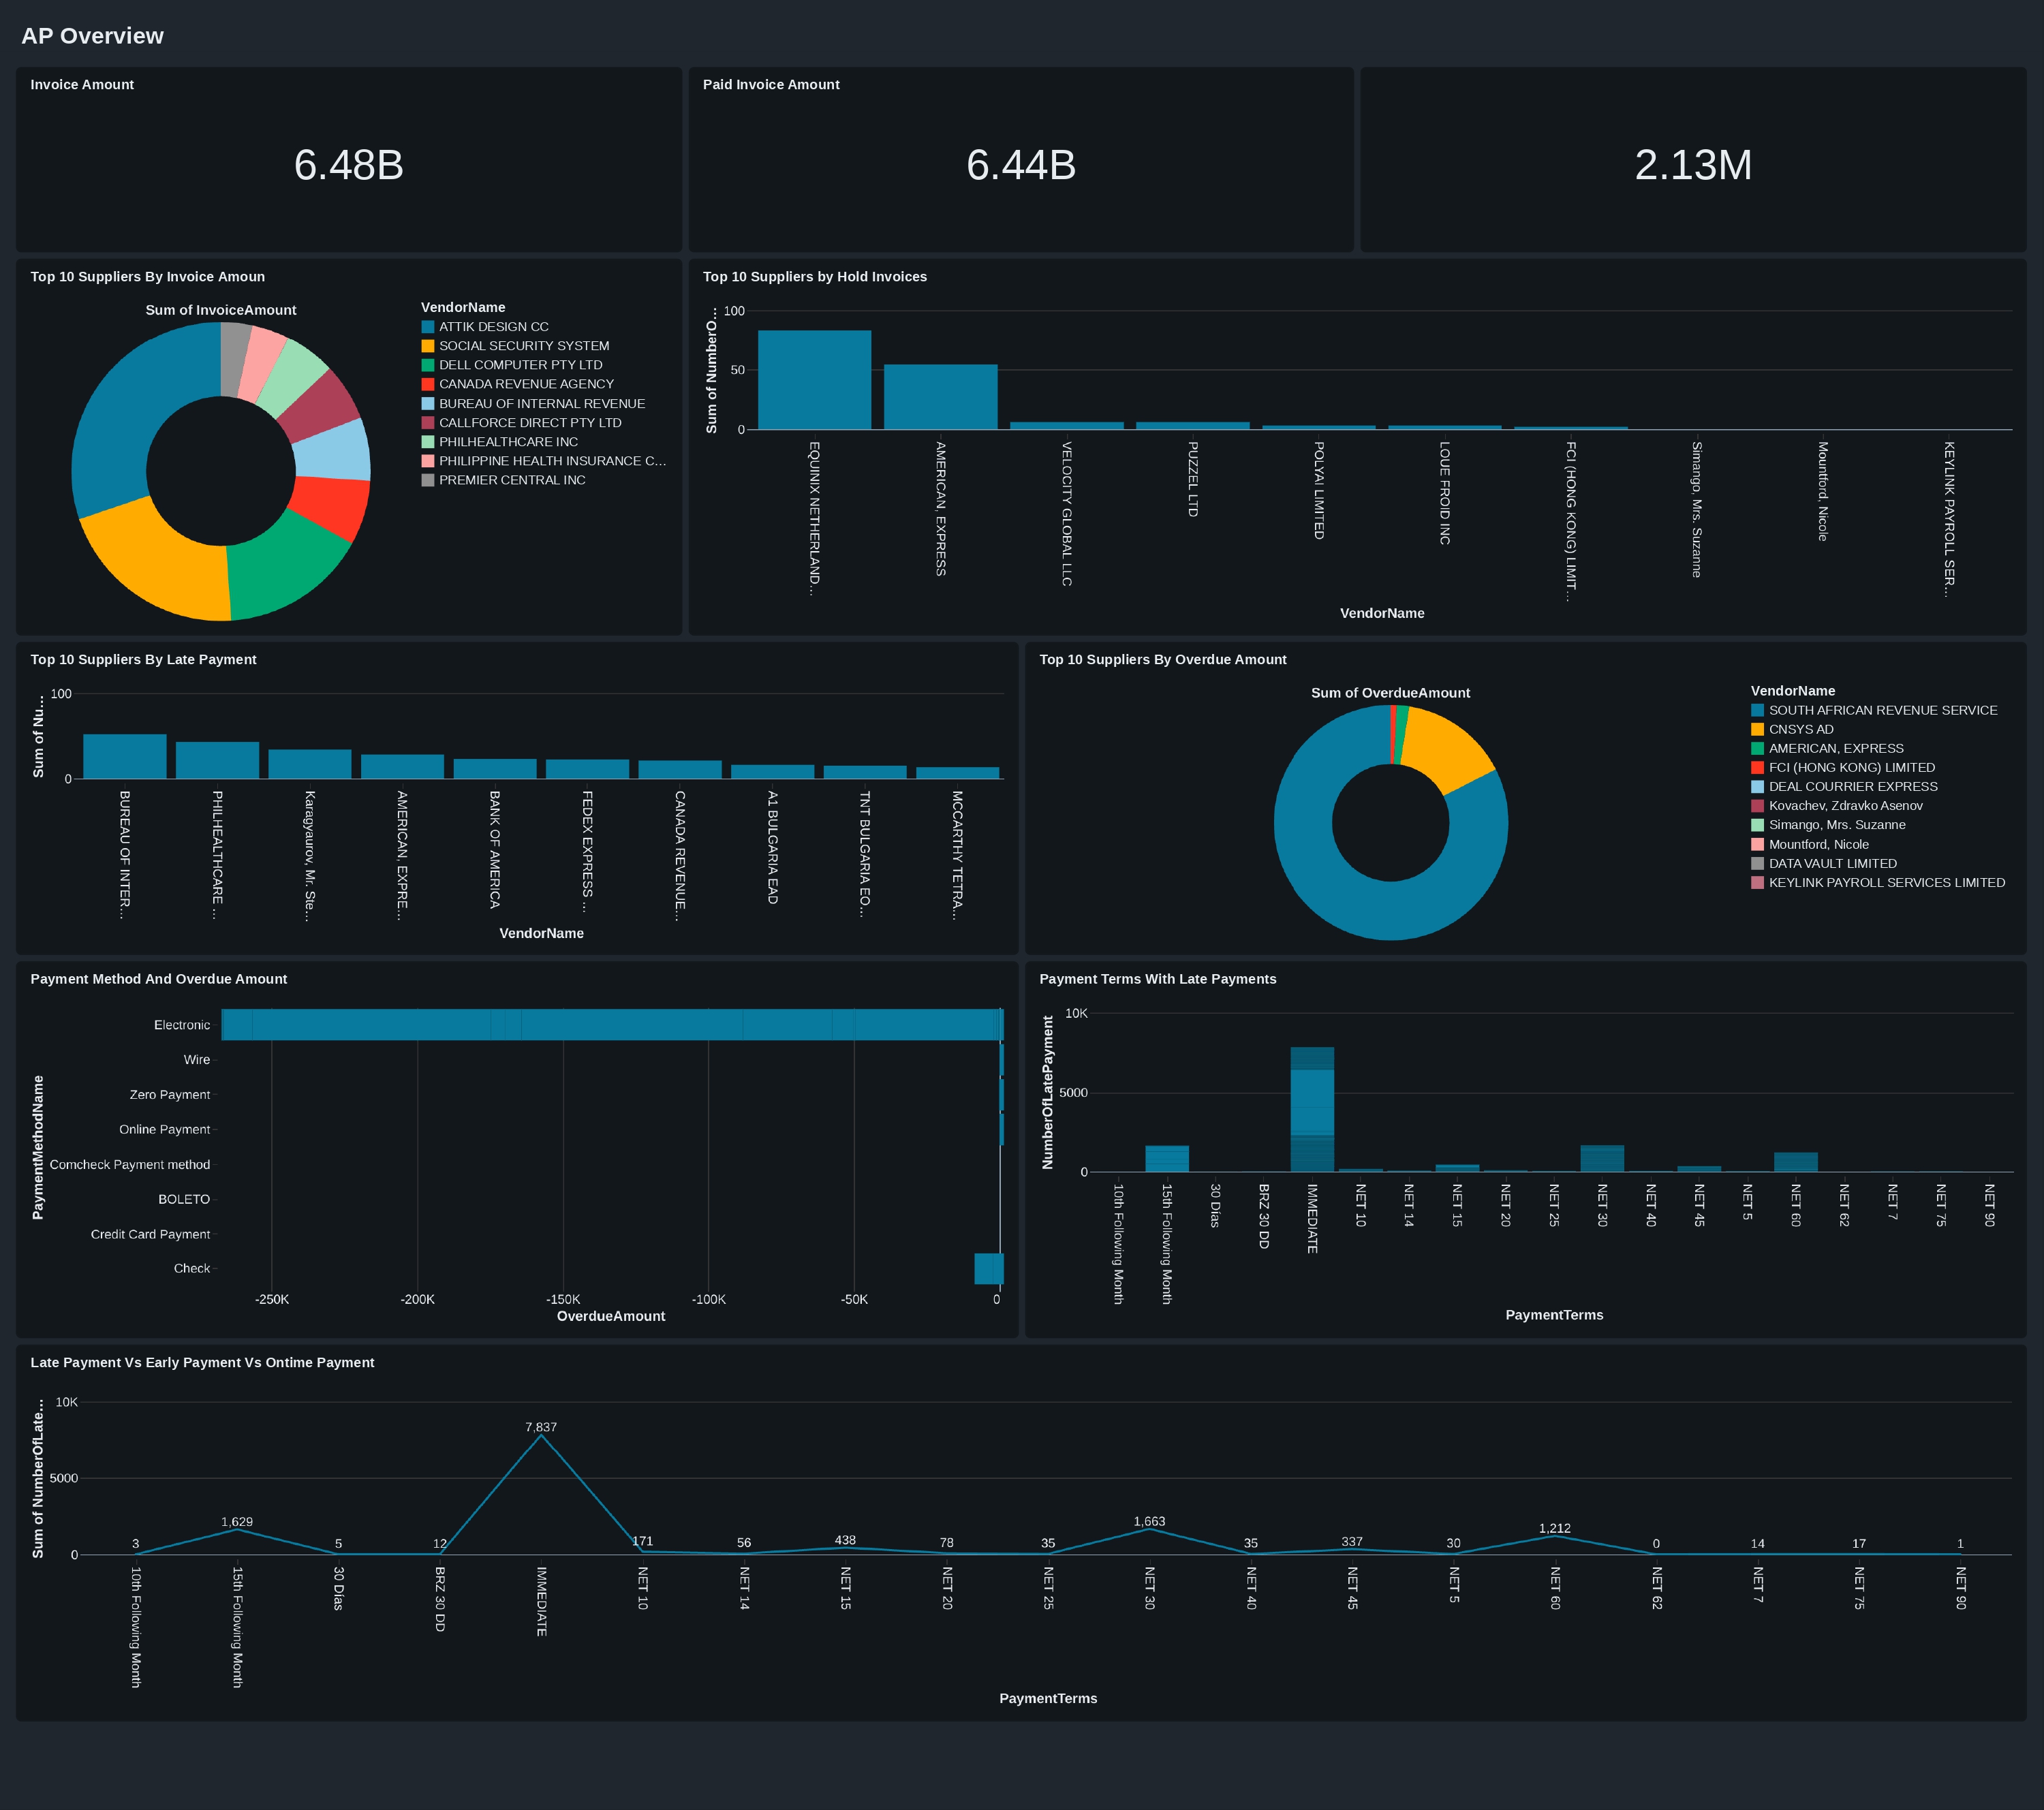 AP Overview
Invoice Amount
6.48B
Paid Invoice Amount
6.44B
2.13M
Top 10 Suppliers By Invoice Amoun
Sum of InvoiceAmount
VendorName
ATTIK DESIGN CC
SOCIAL SECURITY SYSTEM
DELL COMPUTER PTY LTD
CANADA REVENUE AGENCY
BUREAU OF INTERNAL REVENUE
CALLFORCE DIRECT PTY LTD
PHILHEALTHCARE INC
PHILIPPINE HEALTH INSURANCE C...
PREMIER CENTRAL INC
Top 10 Suppliers by Hold Invoices
Sum of NumberO...
100
50
0
EQUINIX NETHERLAND...
AMERICAN, EXPRESS
VELOCITY GLOBAL LLC
PUZZEL LTD
POLYAI LIMITED
LOUE FROID INC
FCI (HONG KONG) LIMIT...
Simango, Mrs. Suzanne
Mountford, Nicole
KEYLINK PAYROLL SER...
VendorName
Top 10 Suppliers By Late Payment
Sum of Nu...
100
0
BUREAU OF INTER...
PHILHEALTHCARE ...
Karagyaurov, Mr. Ste...
AMERICAN, EXPRE...
BANK OF AMERICA
FEDEX EXPRESS ...
CANADA REVENUE...
A1 BULGARIA EAD
TNT BULGARIA EO...
MCCARTHY TETRA...
VendorName
Top 10 Suppliers By Overdue Amount
Sum of OverdueAmount
VendorName
SOUTH AFRICAN REVENUE SERVICE
CNSYS AD
AMERICAN, EXPRESS
FCI (HONG KONG) LIMITED
DEAL COURRIER EXPRESS
Kovachev, Zdravko Asenov
Simango, Mrs. Suzanne
Mountford, Nicole
DATA VAULT LIMITED
KEYLINK PAYROLL SERVICES LIMITED
Payment Method And Overdue Amount
PaymentMethodName
Electronic
Wire
Zero Payment
Online Payment
Comcheck Payment method
BOLETO
Credit Card Payment
Check
-250K
-200K
-150K
-100K
-50K
0
OverdueAmount
Payment Terms With Late Payments
NumberOfLatePayment
10K
5000
0
10th Following Month
15th Following Month
30 Días
BRZ 30 DD
IMMEDIATE
NET 10
NET 14
NET 15
NET 20
NET 25
NET 30
NET 40
NET 45
NET 5
NET 60
NET 62
NET 7
NET 75
NET 90
PaymentTerms
Late Payment Vs Early Payment Vs Ontime Payment
Sum of NumberOfLate...
10K
5000
0
3
1,629
5
12
7,837
171
56
438
78
35
1,663
35
337
30
1,212
0
14
17
1
10th Following Month
15th Following Month
30 Días
BRZ 30 DD
IMMEDIATE
NET 10
NET 14
NET 15
NET 20
NET 25
NET 30
NET 40
NET 45
NET 5
NET 60
NET 62
NET 7
NET 75
NET 90
PaymentTerms